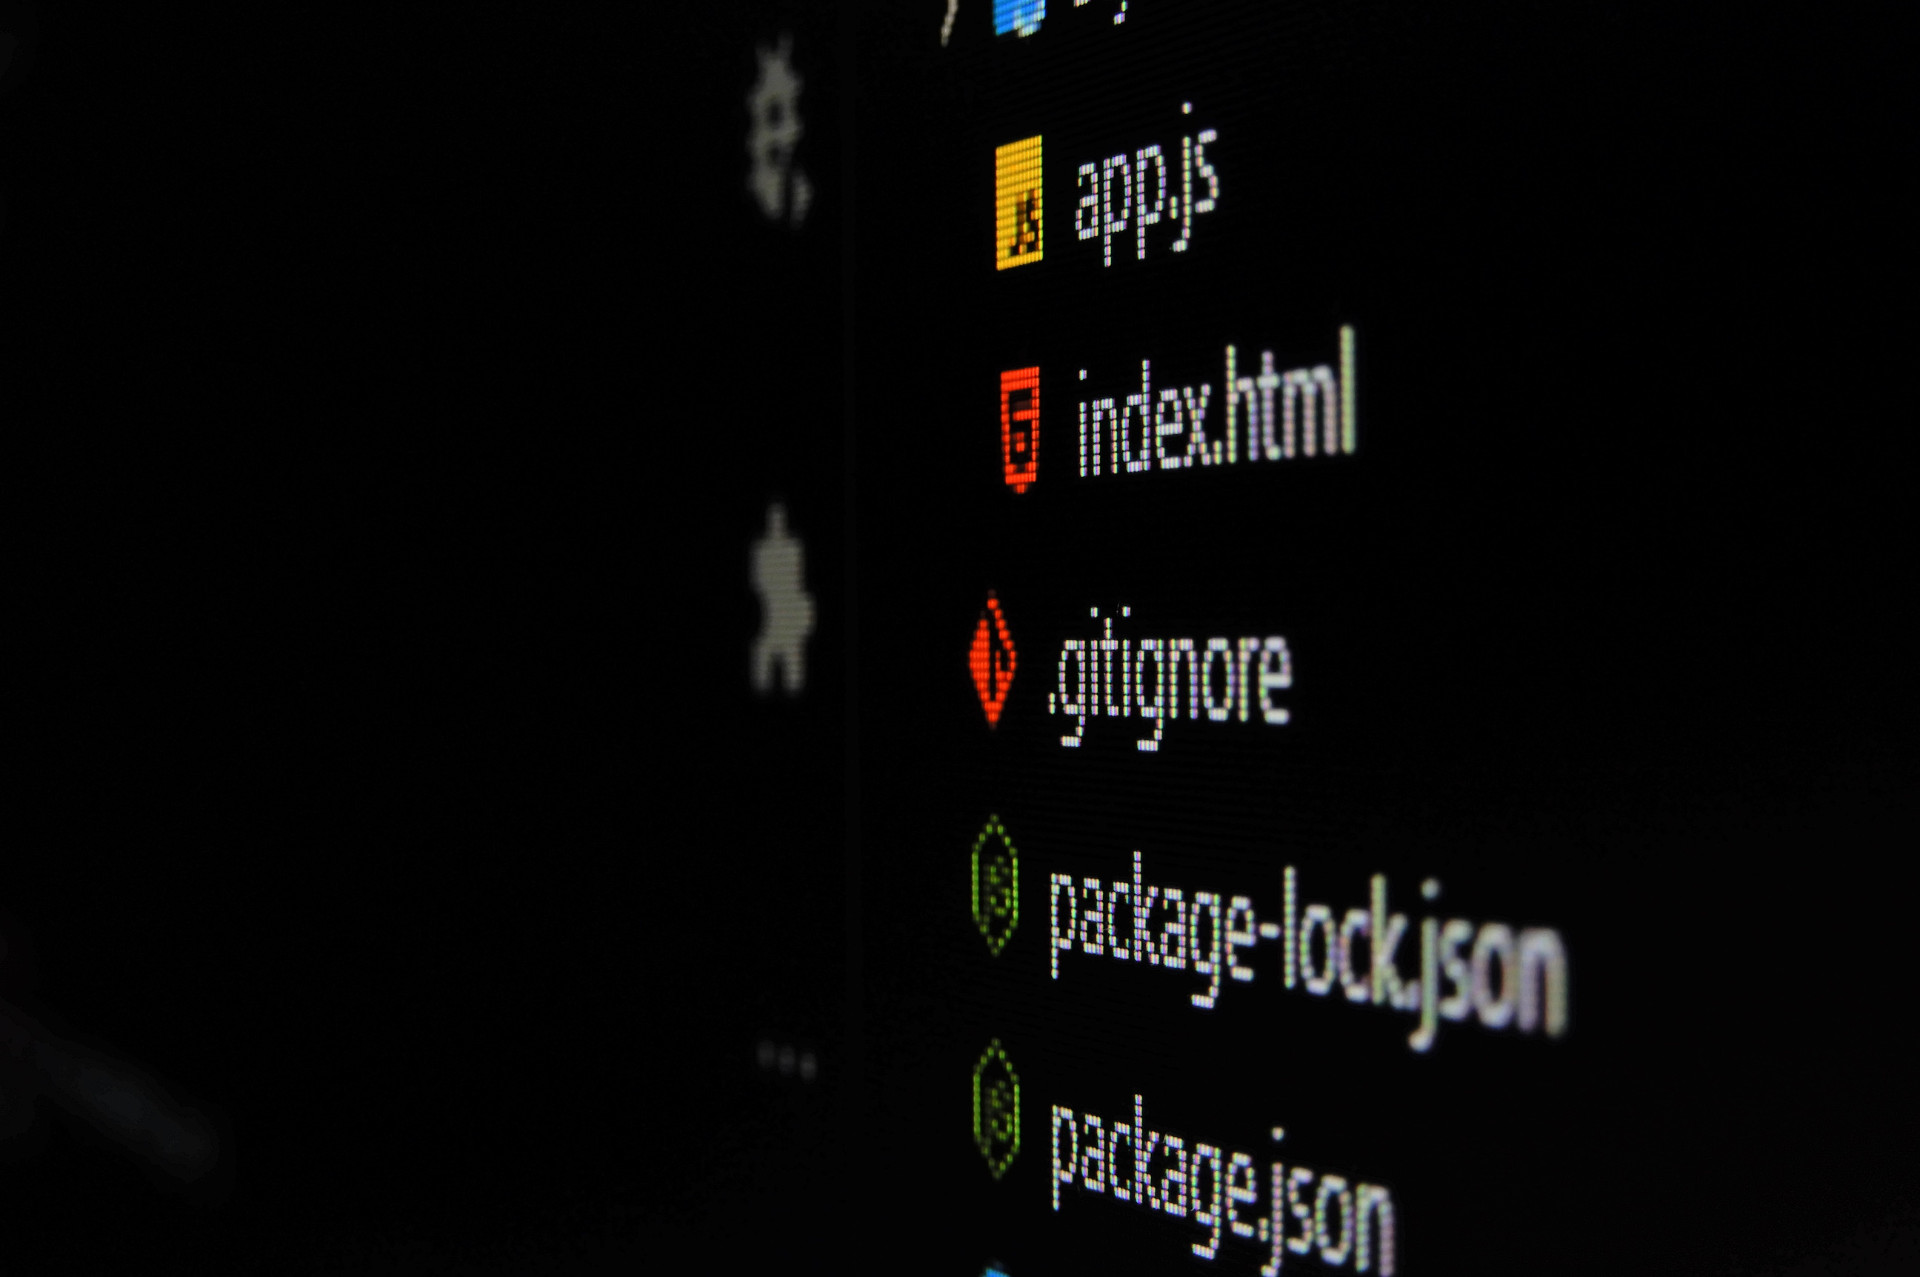 app.js
index.html
.gitignore
package-lock.json
package.json